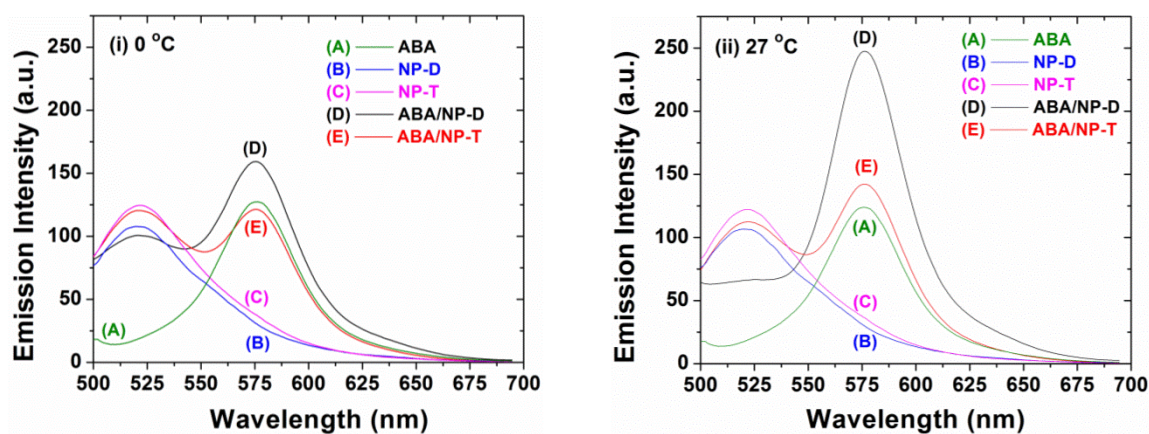 (i) 0 °C
(A) ABA
(B) NP-D
(C) NP-T
(D) ABA/NP-D
(E) ABA/NP-T
(D)
(E)
(C)
(A)
(B)
250
200
150
100
50
0
500 525 550 575 600 625 650 675 700
Wavelength (nm)
Emission Intensity (a.u.)
(ii) 27 °C
(A) ABA
(B) NP-D
(C) NP-T
(D) ABA/NP-D
(E) ABA/NP-T
(D)
(E)
(A)
(C)
(B)
250
200
150
100
50
0
500 525 550 575 600 625 650 675 700
Wavelength (nm)
Emission Intensity (a.u.)